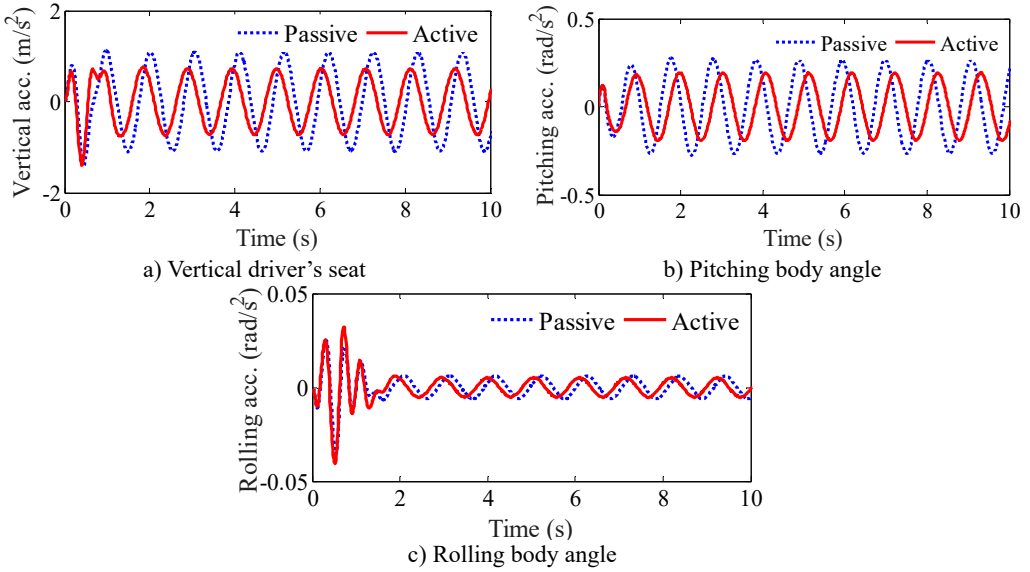 Vertical acc. (m/s²)
2
0
-2
Passive Active
0 2 4 6 8 10
Time (s)
a) Vertical driver's seat
Pitching acc. (rad/s²)
0.5
0
-0.5
Passive Active
0 2 4 6 8 10
Time (s)
b) Pitching body angle
Rolling acc. (rad/s²)
0.05
0
-0.05
Passive Active
0 2 4 6 8 10
Time (s)
c) Rolling body angle